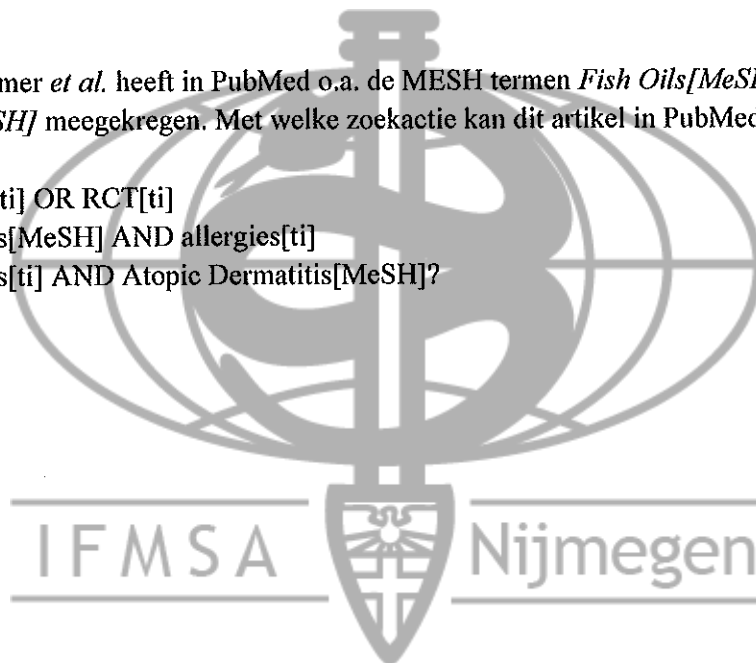 mer et al. heeft in PubMed o.a. de MESH termen Fish Oils[MeS
SH] meegekregen. Met welke zoekactie kan dit artikel in PubMed
ti] OR RCT[ti]
s[MeSH] AND allergies[ti]
s[ti] AND Atopic Dermatitis[MeSH]?
IFMSA Nijmegen